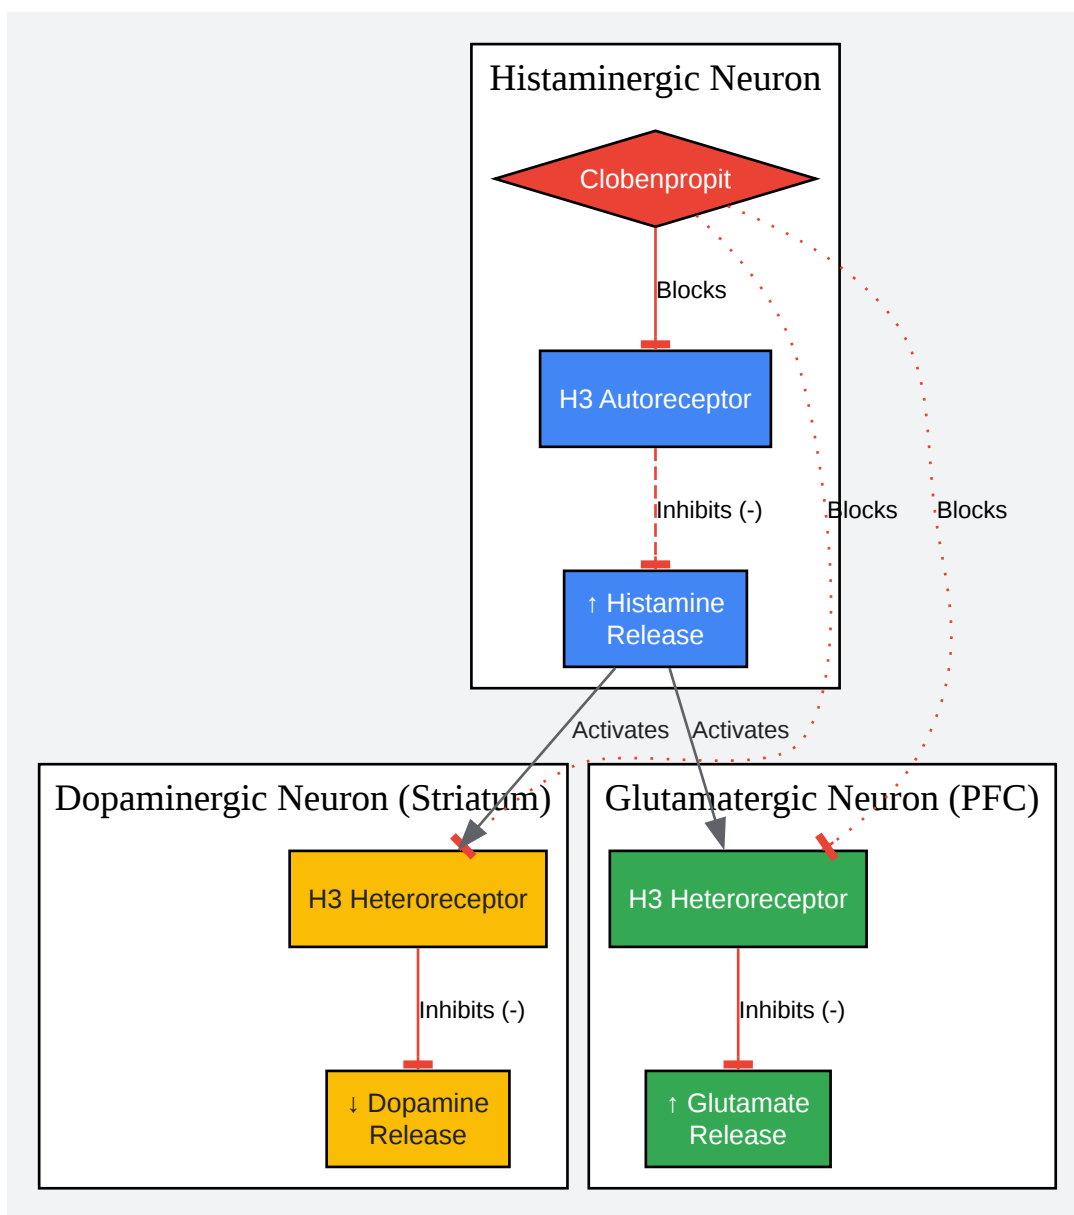 Histaminergic Neuron
Clobenpropit
Blocks
H3 Autoreceptor
Inhibits (-)
Blocks
Blocks
↑ Histamine
Release
Activates
Activates
Dopaminergic Neuron (Striatum)
Glutamatergic Neuron (PFC)
H3 Heteroreceptor
H3 Heteroreceptor
Inhibits (-)
Inhibits (-)
↓ Dopamine
Release
↑ Glutamate
Release